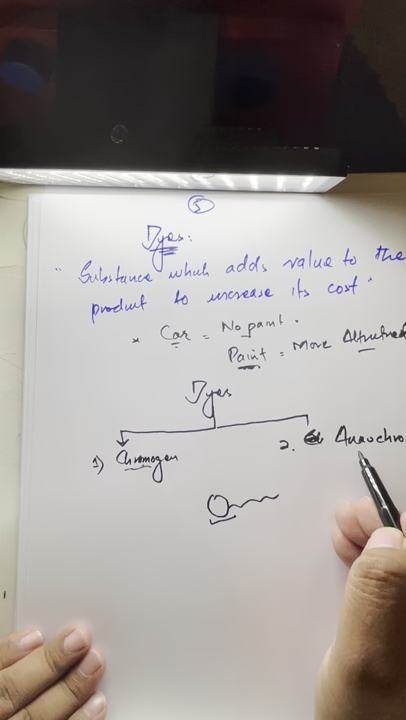 5
Dyes:
" Substance which adds value to the
product to increase its cost "
* Car = No paint.
Paint = More
Dyes
1) Chromogen 2. Auxochro